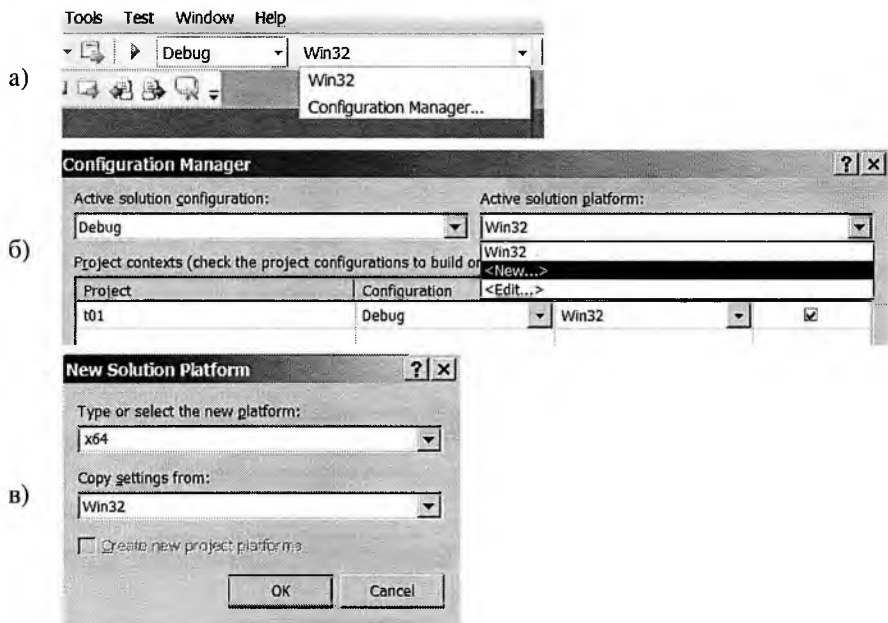 Tools Test Window Help
Debug Win32
а)
Win32
Configuration Manager...
Configuration Manager
Active solution configuration: Active solution platform:
Debug Win32
б)
Win32
Project contexts (check the project configurations to build or
<New...>
Project Configuration <Edit...>
t01 Debug Win32
New Solution Platform
Type or select the new platform:
x64
Copy settings from:
в)
Win32
Create new project platforms
OK Cancel